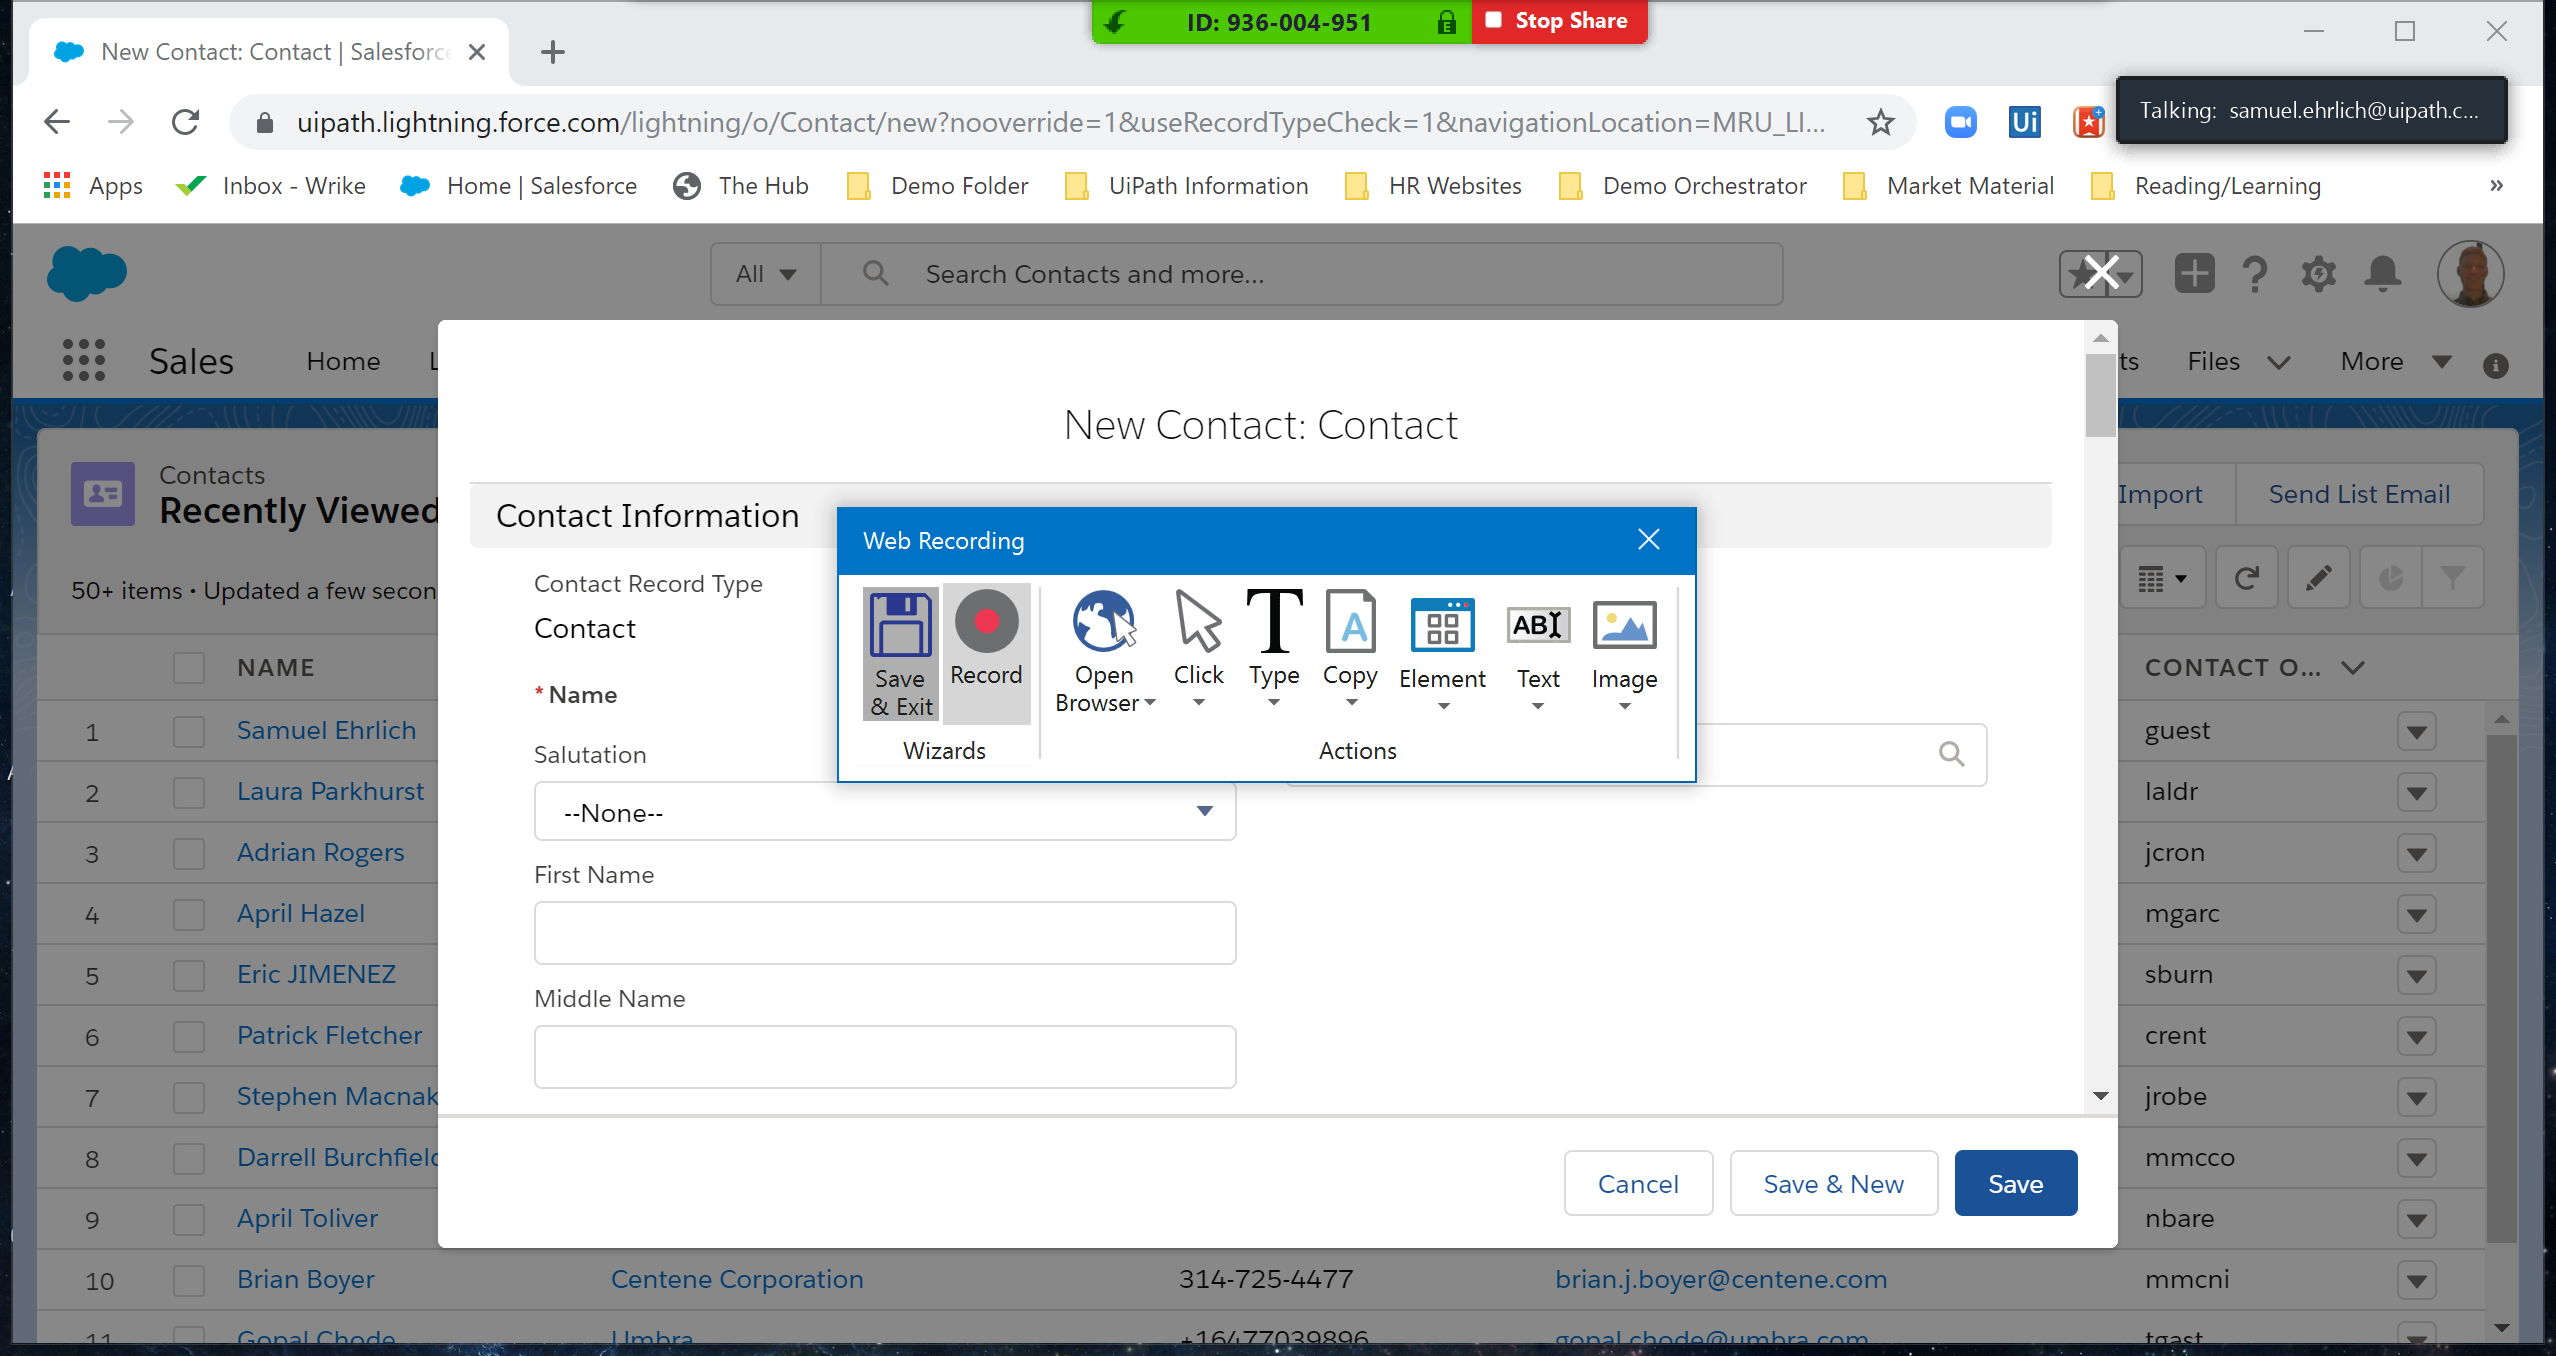 ID: 936-004-951
Stop Share
New Contact: Contact | Salesforce
uipath.lightning.force.com/lightning/o/Contact/new?nooverride=1&useRecordTypeCheck=1&navigationLocation=MRU_LI...
Ui
Talking: samuel.ehrlich@uipath.c...
Apps
Inbox - Wrike
Home | Salesforce
The Hub
Demo Folder
UiPath Information
HR Websites
Demo Orchestrator
Market Material
Reading/Learning
»
All
Search Contacts and more...
Sales
Home
Files
More
New Contact: Contact
Contacts
Recently Viewed
Import
Send List Email
50+ items • Updated a few secon
Contact Information
Contact Record Type
Contact
* Name
Salutation
--None--
First Name
Middle Name
Web Recording
Save & Exit
Record
Wizards
Open Browser
Click
Type
Copy
Element
ABI
Text
Image
Actions
Cancel
Save & New
Save
NAME
CONTACT O...
1 Samuel Ehrlich guest
2 Laura Parkhurst laldr
3 Adrian Rogers jcron
4 April Hazel mgarc
5 Eric JIMENEZ sburn
6 Patrick Fletcher crent
7 Stephen Macnak jrobe
8 Darrell Burchfield mmcco
9 April Toliver nbare
10 Brian Boyer Centene Corporation 314-725-4477 brian.j.boyer@centene.com mmcni
11 Gopal Chode Umbra +16477039896 gopal.chode@umbra.com tgast